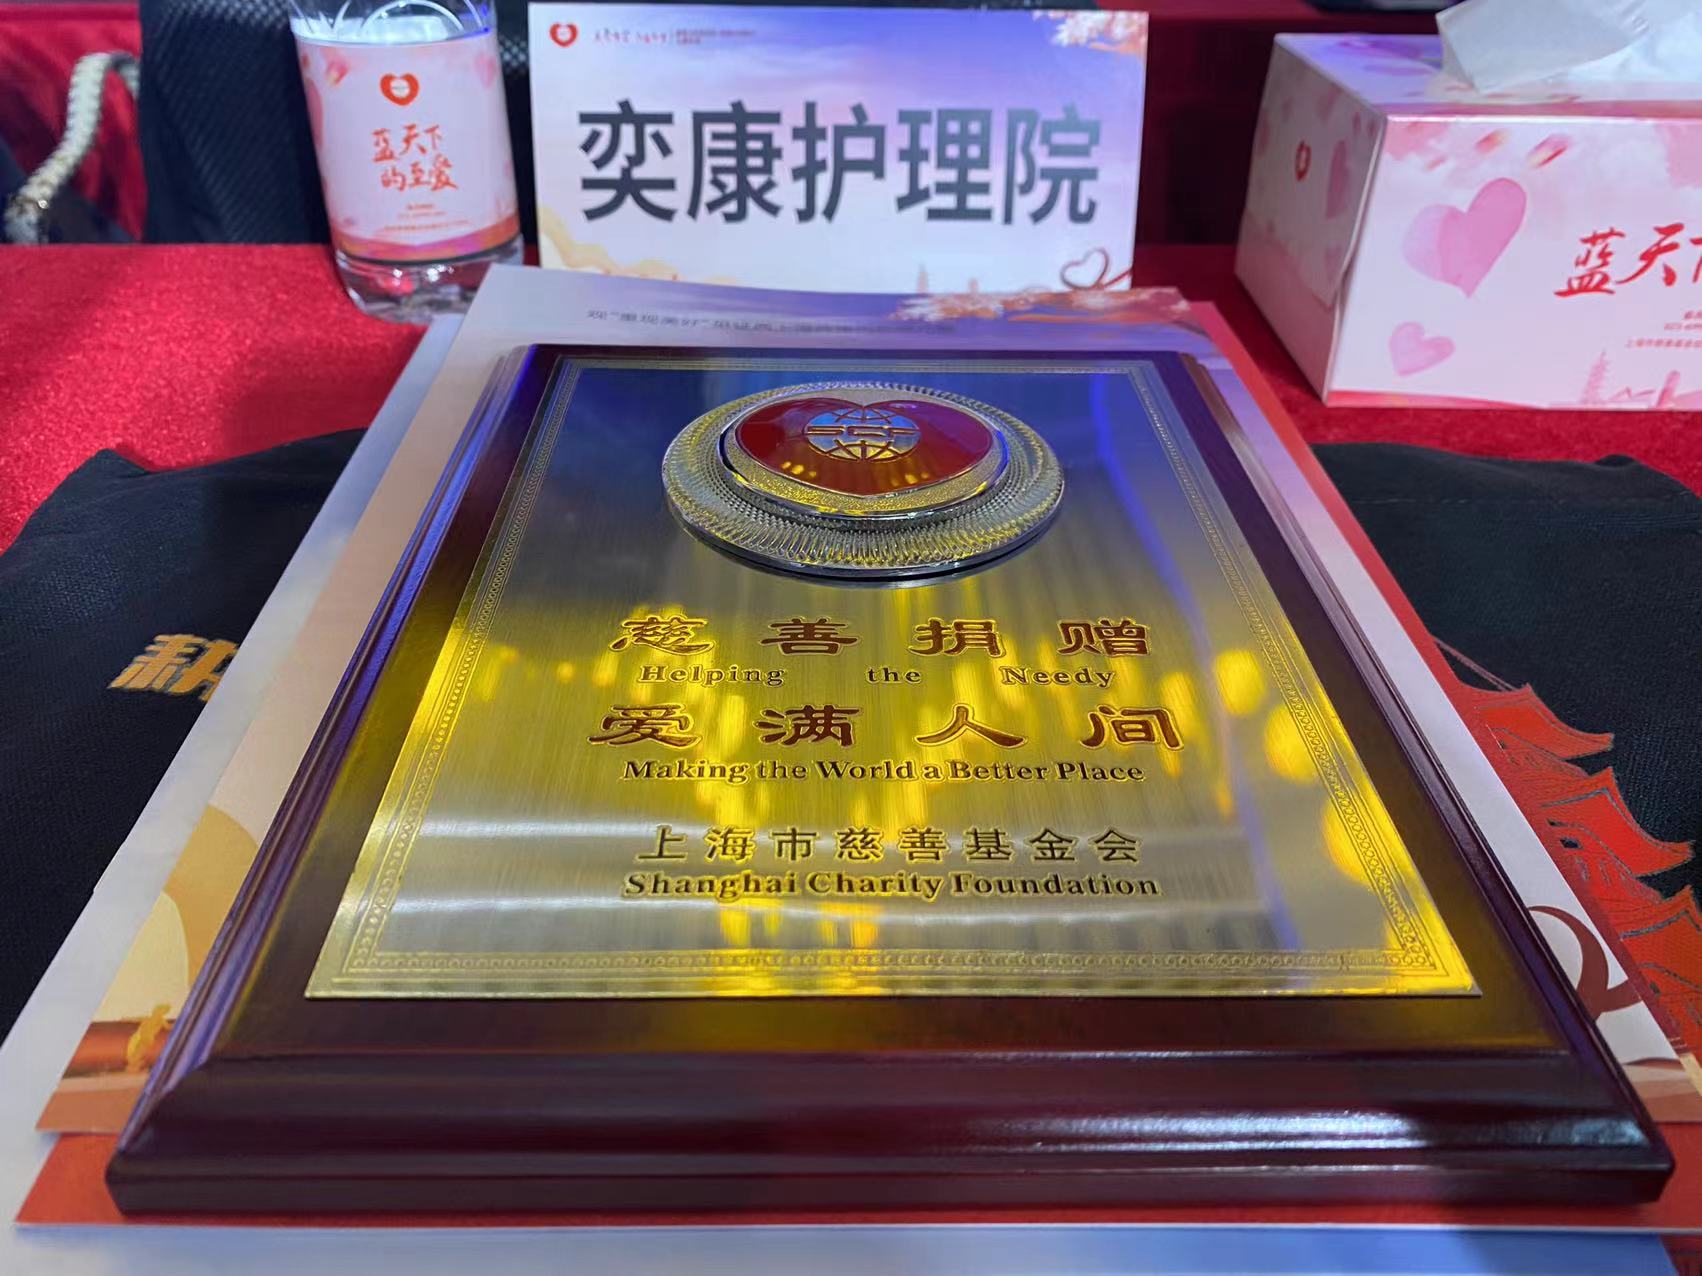 蓝天下
的至爱
奕康护理院
蓝天下
慈善捐赠
Helping the Needy
爱满人间
Making the World a Better Place
上海市慈善基金会
Shanghai Charity Foundation